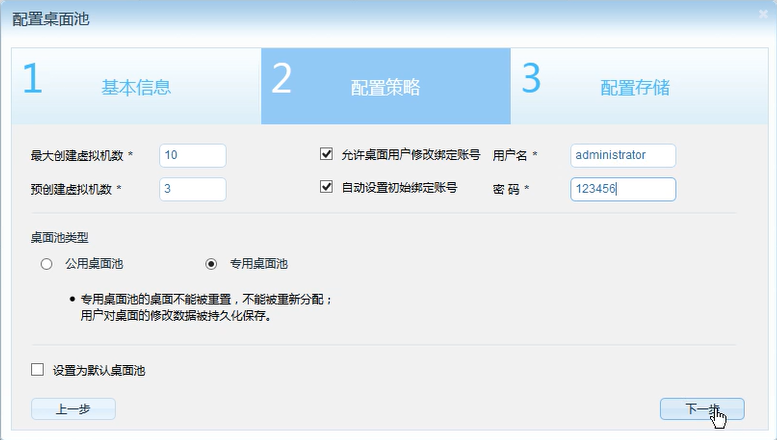 配置桌面池
1 基本信息
2 配置策略
3 配置存储
最大创建虚拟机数 * 10
允许桌面用户修改绑定账号
用户名 * administrator
预创建虚拟机数 * 3
自动设置初始绑定账号
密 码 * 123456
桌面池类型
公用桌面池
专用桌面池
• 专用桌面池的桌面不能被重置，不能被重新分配；
用户对桌面的修改数据被持久化保存。
设置为默认桌面池
上一步
下一步